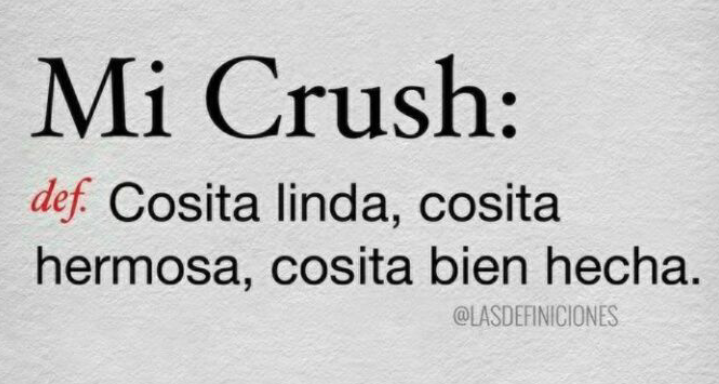 Mi Crush:
def. Cosita linda, cosita
hermosa, cosita bien hecha.
@LASDEFINICIONES